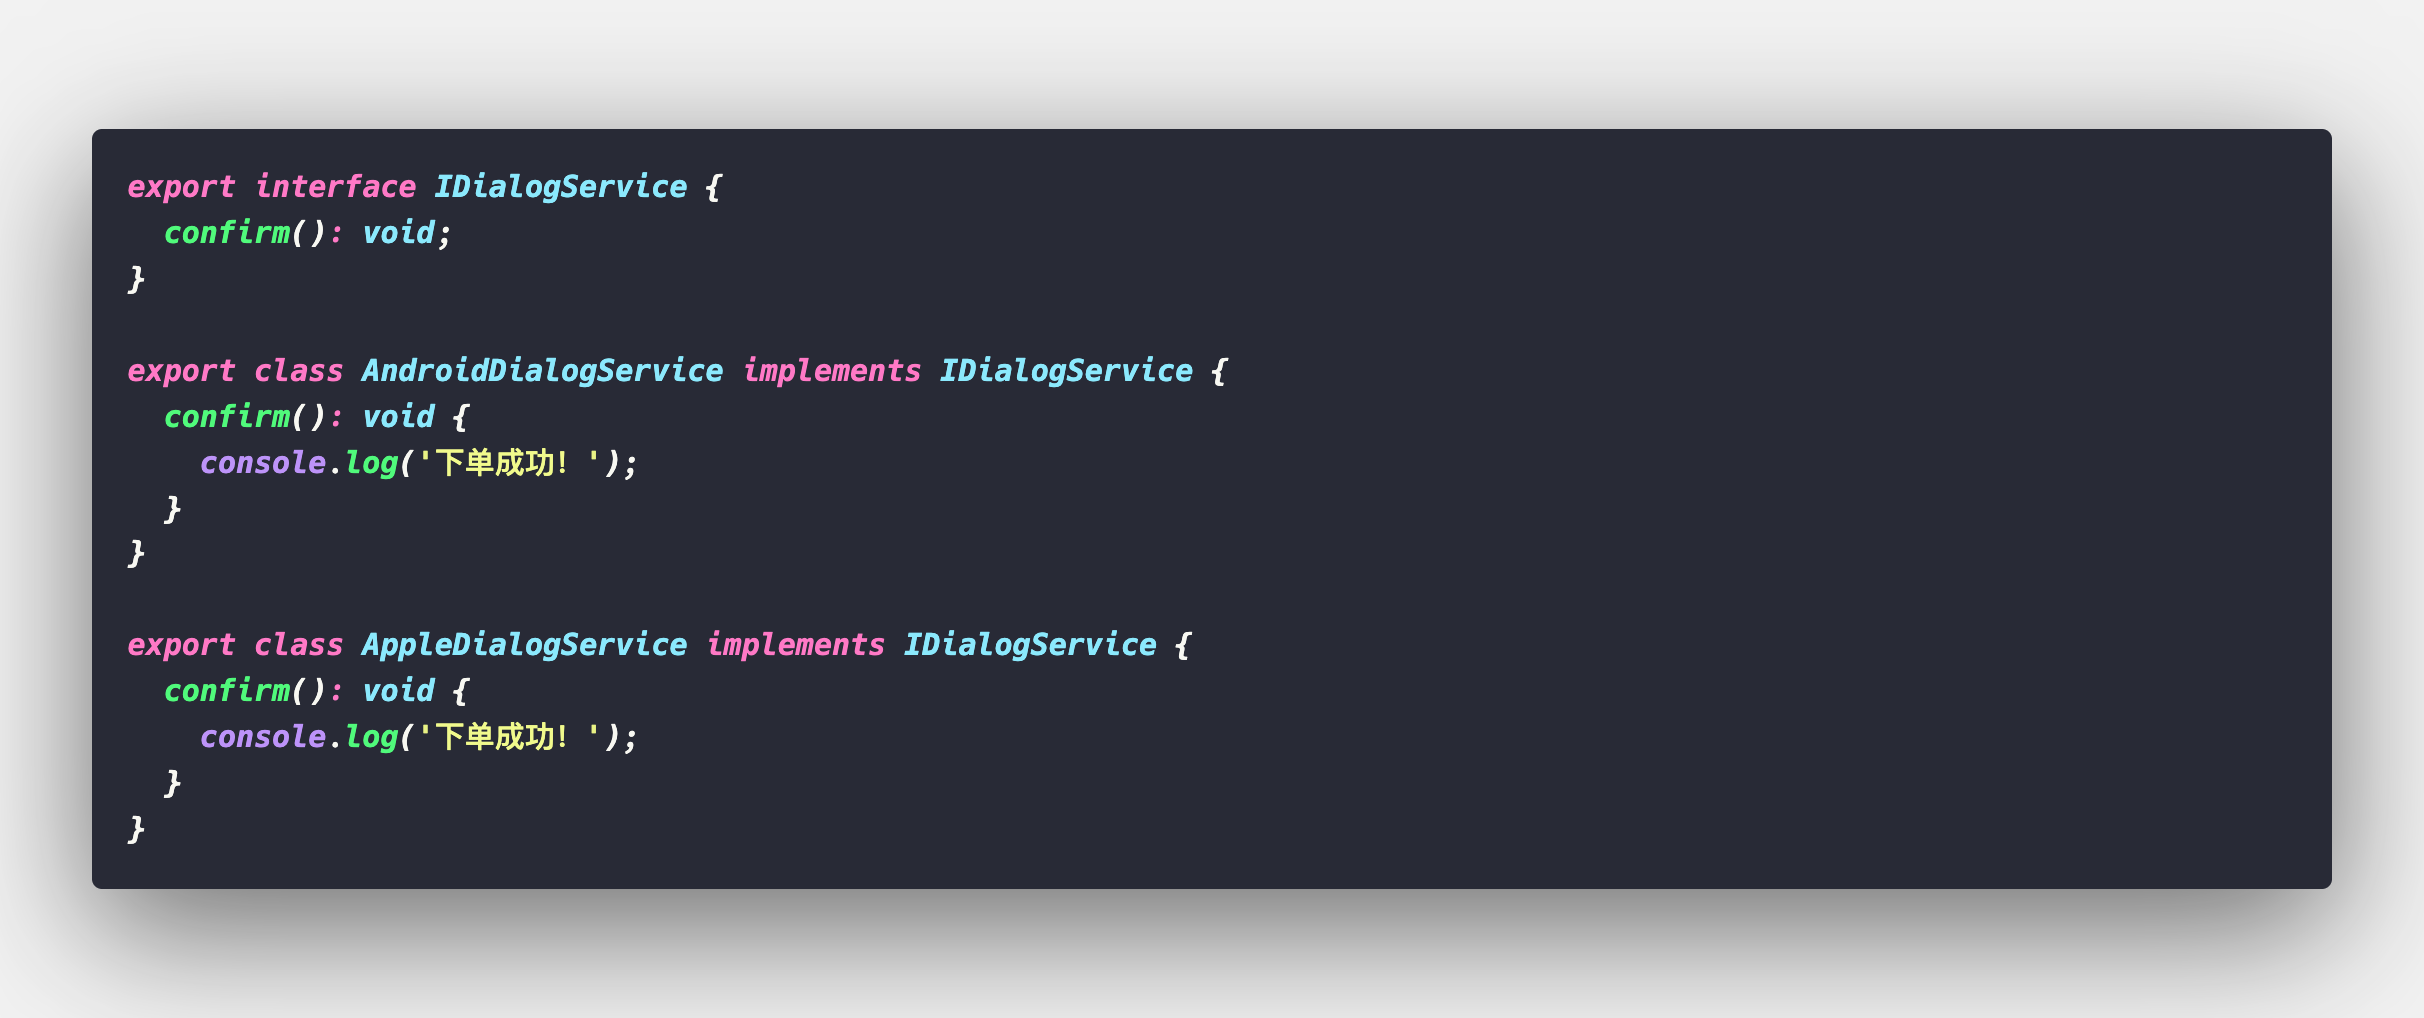 export interface IDialogService {
  confirm(): void;
}

export class AndroidDialogService implements IDialogService {
  confirm(): void {
    console.log('下单成功！');
  }
}

export class AppleDialogService implements IDialogService {
  confirm(): void {
    console.log('下单成功！');
  }
}